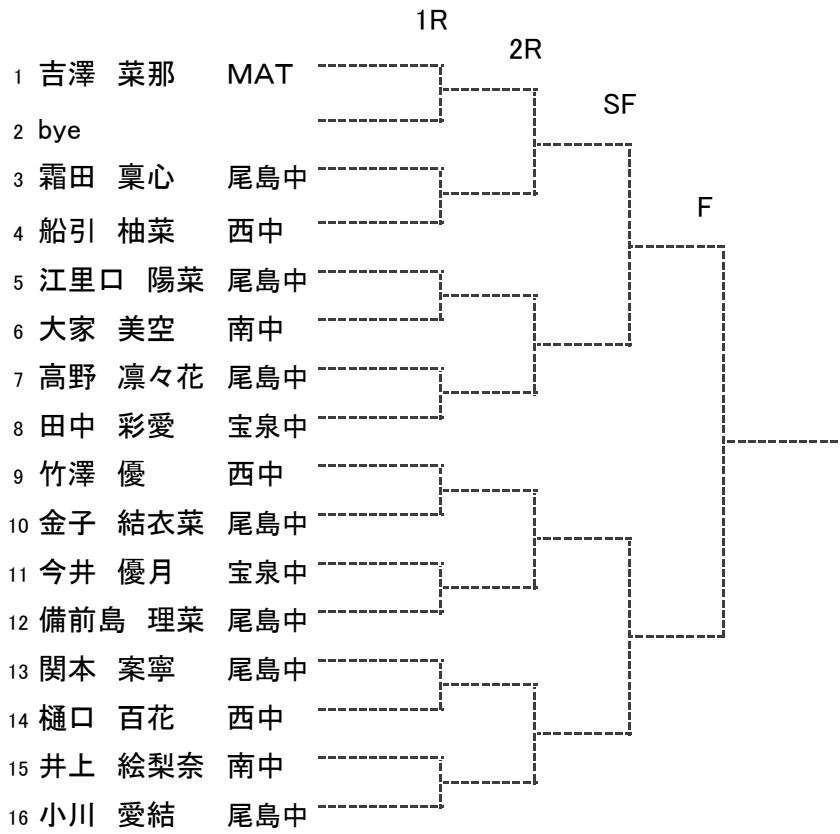 1R
2R
SF
F
1 吉澤 菜那 MAT
2 bye
3 霜田 稟心 尾島中
4 船引 柚菜 西中
5 江里口 陽菜 尾島中
6 大家 美空 南中
7 高野 凛々花 尾島中
8 田中 彩愛 宝泉中
9 竹澤 優 西中
10 金子 結衣菜 尾島中
11 今井 優月 宝泉中
12 備前島 理菜 尾島中
13 関本 案寧 尾島中
14 樋口 百花 西中
15 井上 絵梨奈 南中
16 小川 愛結 尾島中